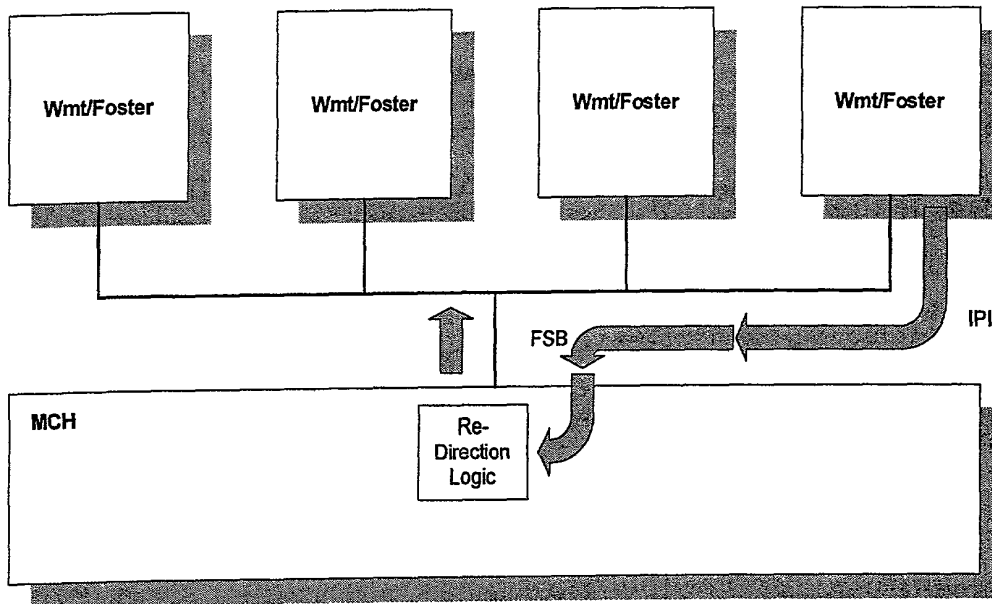 Wmt/Foster
Wmt/Foster
Wmt/Foster
Wmt/Foster
FSB
IPI
MCH
Re-
Direction
Logic